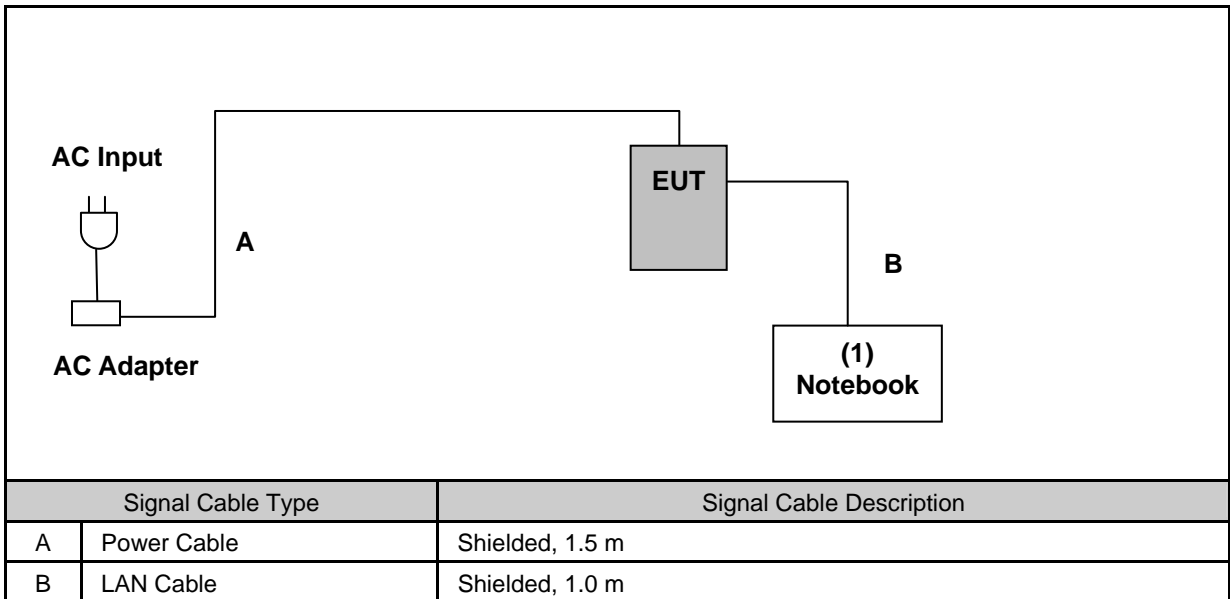 AC Input
EUT
A
B
AC Adapter
(1)
Notebook
Signal Cable Type Signal Cable Description
A Power Cable Shielded, 1.5 m
B LAN Cable Shielded, 1.0 m